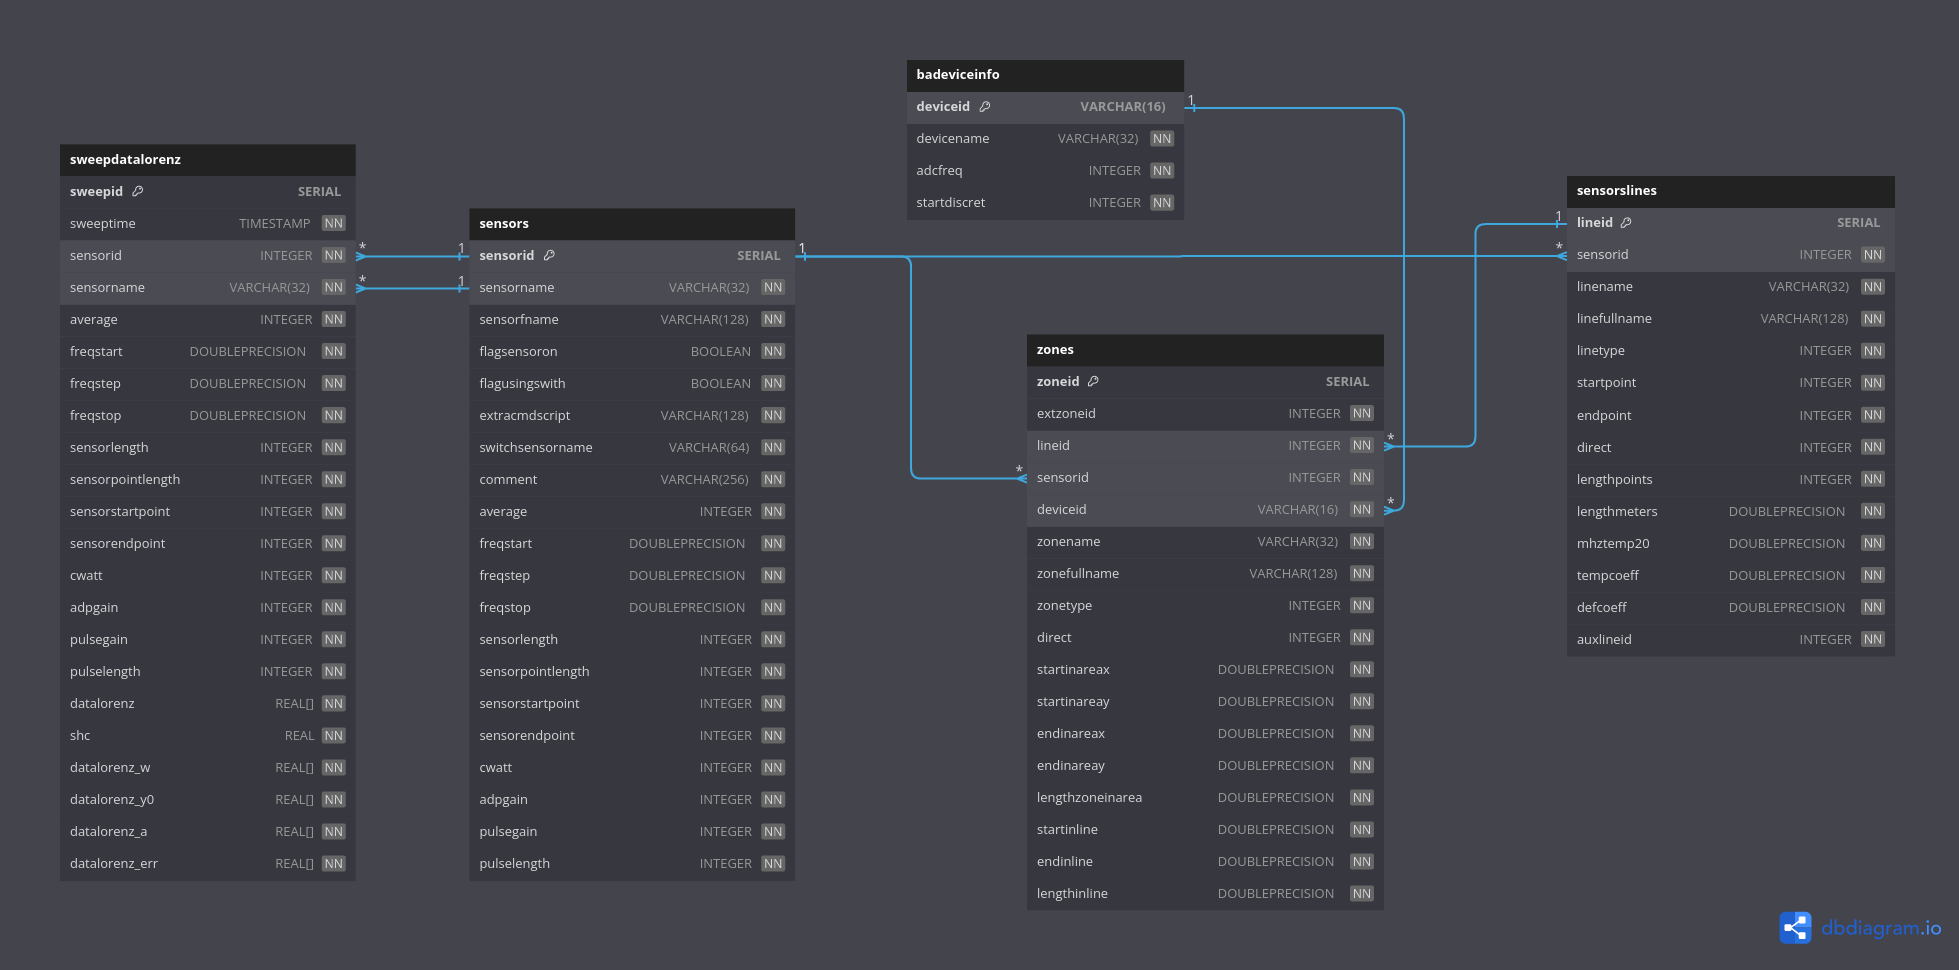 sweepdatalorenz
sweepid SERIAL
sweeptime TIMESTAMP NN
sensorid INTEGER NN *
sensorname VARCHAR(32) NN *
average INTEGER NN
freqstart DOUBLEPRECISION NN
freqstep DOUBLEPRECISION NN
freqstop DOUBLEPRECISION NN
sensorlength INTEGER NN
sensorpointlength INTEGER NN
sensorstartpoint INTEGER NN
sensorendpoint INTEGER NN
cwatt INTEGER NN
adpgain INTEGER NN
pulsegain INTEGER NN
pulselength INTEGER NN
datalorenz REAL[] NN
shc REAL NN
datalorenz_w REAL[] NN
datalorenz_y0 REAL[] NN
datalorenz_a REAL[] NN
datalorenz_err REAL[] NN
sensors
1 sensorid SERIAL 1
1 sensorname VARCHAR(32) NN
sensorfname VARCHAR(128) NN
flagsensoron BOOLEAN NN
flagusingswith BOOLEAN NN
extracmdscript VARCHAR(128) NN
switchsensorname VARCHAR(64) NN
comment VARCHAR(256) NN
average INTEGER NN
freqstart DOUBLEPRECISION NN
freqstep DOUBLEPRECISION NN
freqstop DOUBLEPRECISION NN
sensorlength INTEGER NN
sensorpointlength INTEGER NN
sensorstartpoint INTEGER NN
sensorendpoint INTEGER NN
cwatt INTEGER NN
adpgain INTEGER NN
pulsegain INTEGER NN
pulselength INTEGER NN
badeviceinfo
deviceid VARCHAR(16) 1
devicename VARCHAR(32) NN
adcfreq INTEGER NN
startdiscret INTEGER NN
zones
zoneid SERIAL
extzoneid INTEGER NN
lineid INTEGER NN *
* sensorid INTEGER NN
deviceid VARCHAR(16) NN *
zonename VARCHAR(32) NN
zonefullname VARCHAR(128) NN
zonetype INTEGER NN
direct INTEGER NN
startinareax DOUBLEPRECISION NN
startinareay DOUBLEPRECISION NN
endinareax DOUBLEPRECISION NN
endinareay DOUBLEPRECISION NN
lengthzoneinarea DOUBLEPRECISION NN
startinline DOUBLEPRECISION NN
endinline DOUBLEPRECISION NN
lengthinline DOUBLEPRECISION NN
sensorslines
1 lineid SERIAL
* sensorid INTEGER NN
linename VARCHAR(32) NN
linefullname VARCHAR(128) NN
linetype INTEGER NN
startpoint INTEGER NN
endpoint INTEGER NN
direct INTEGER NN
lengthpoints INTEGER NN
lengthmeters DOUBLEPRECISION NN
mhztemp20 DOUBLEPRECISION NN
tempcoeff DOUBLEPRECISION NN
defcoeff DOUBLEPRECISION NN
auxlineid INTEGER NN
dbdiagram.io